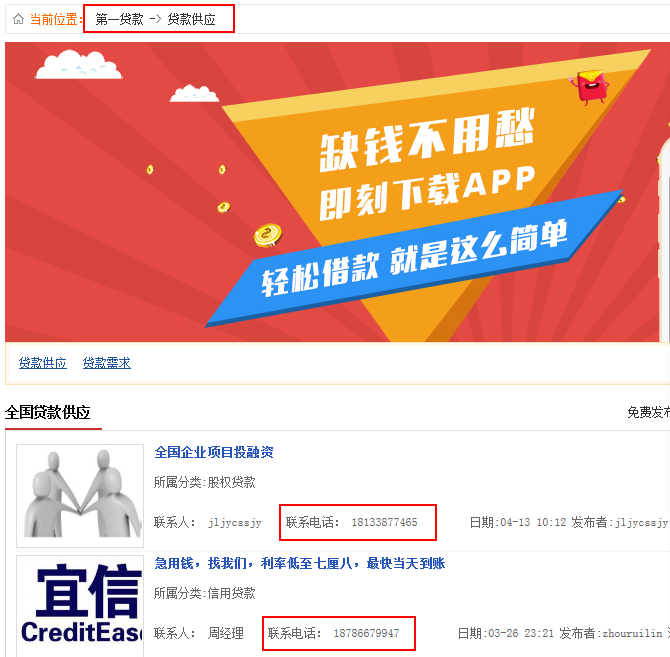 当前位置: 第一贷款 -> 贷款供应
缺钱不用愁
即刻下载APP
轻松借款 就是这么简单
贷款供应 贷款需求
全国贷款供应 免费发布
全国企业项目投融资
所属分类:股权贷款
联系人: jljycssjy 联系电话: 18133877465 日期:04-13 10:12 发布者:jljycssjy
急用钱，找我们，利率低至七厘八，最快当天到账
所属分类:信用贷款
宜信
CreditEase
联系人: 周经理 联系电话: 18786679947 日期:03-26 23:21 发布者:zhouruilin